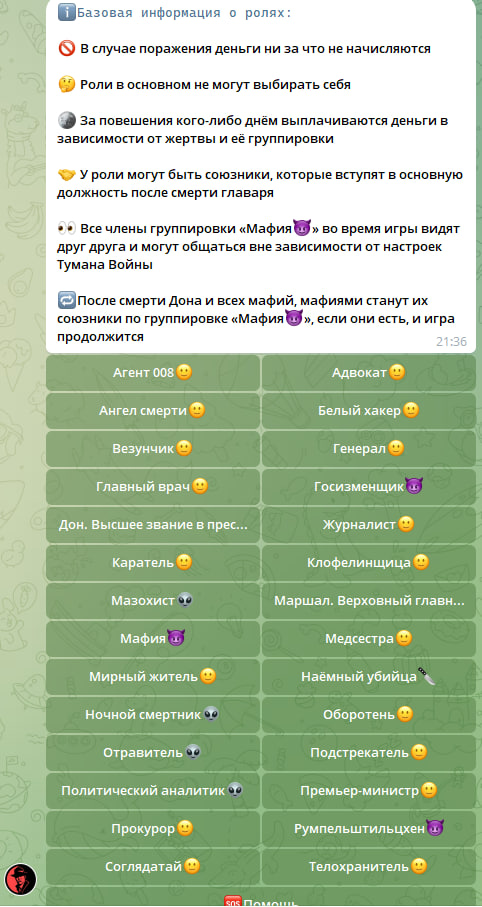 ℹ️Базовая информация о ролях:
🚫 В случае поражения деньги ни за что не начисляются
🤔 Роли в основном не могут выбирать себя
🌚 За повешения кого-либо днём выплачиваются деньги в
зависимости от жертвы и её группировки
🤝 У роли могут быть союзники, которые вступят в основную
должность после смерти главаря
👀 Все члены группировки «Мафия😈» во время игры видят
друг друга и могут общаться вне зависимости от настроек
Тумана Войны
🔁После смерти Дона и всех мафий, мафиями станут их
союзники по группировке «Мафия😈», если они есть, и игра
продолжится
21:36
Агент 008🙂
Адвокат🙂
Ангел смерти🙂
Белый хакер🙂
Везунчик🙂
Генерал🙂
Главный врач🙂
Госизменщик😈
Дон. Высшее звание в прес...
Журналист🙂
Каратель🙂
Клофелинщица🙂
Мазохист👽
Маршал. Верховный главн...
Мафия😈
Медсестра🙂
Мирный житель🙂
Наёмный убийца🔪
Ночной смертник👽
Оборотень🙂
Отравитель👽
Подстрекатель🙂
Политический аналитик👽
Премьер-министр🙂
Прокурор🙂
Румпельштильцхен😈
Соглядатай🙂
Телохранитель🙂
🆘Помощь